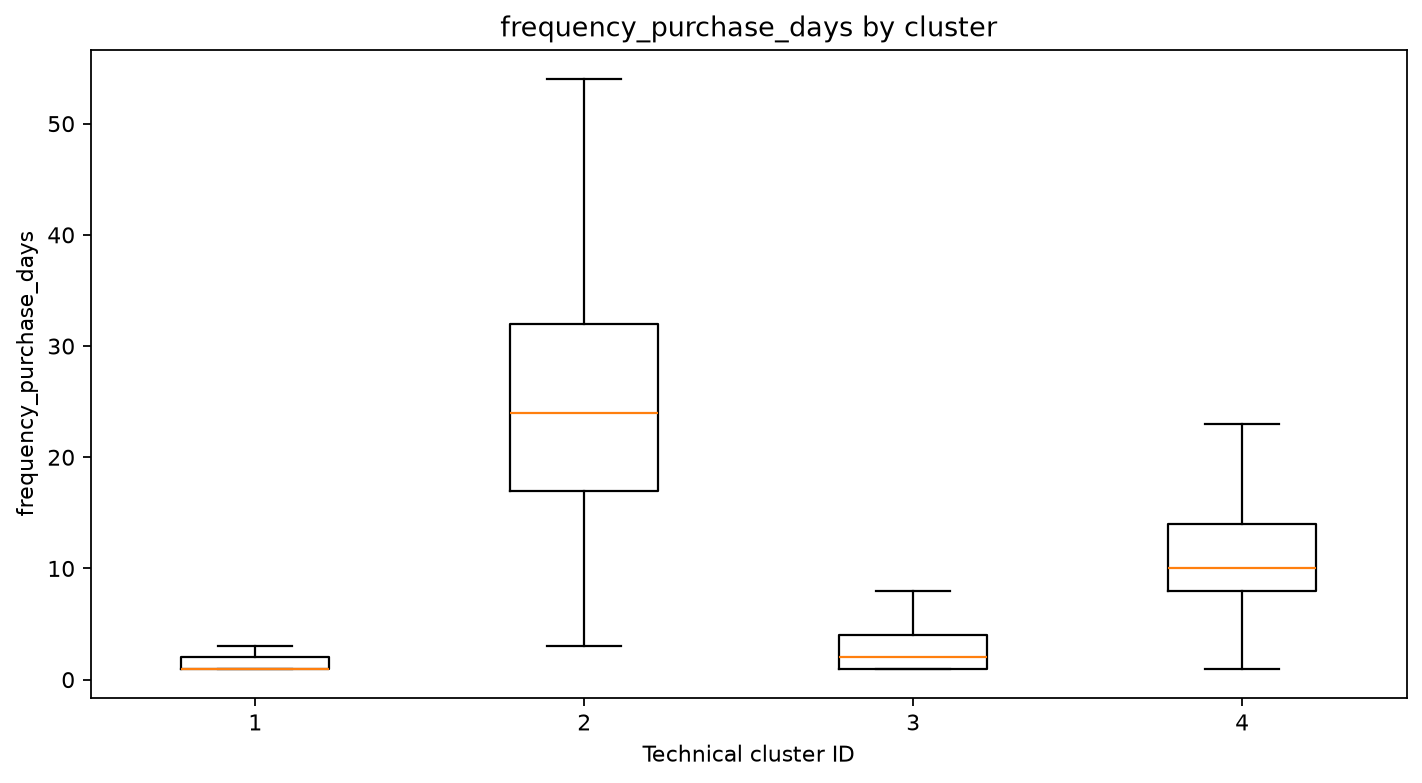 frequency_purchase_days by cluster
frequency_purchase_days
50
40
30
20
10
0
1 2 3 4
Technical cluster ID